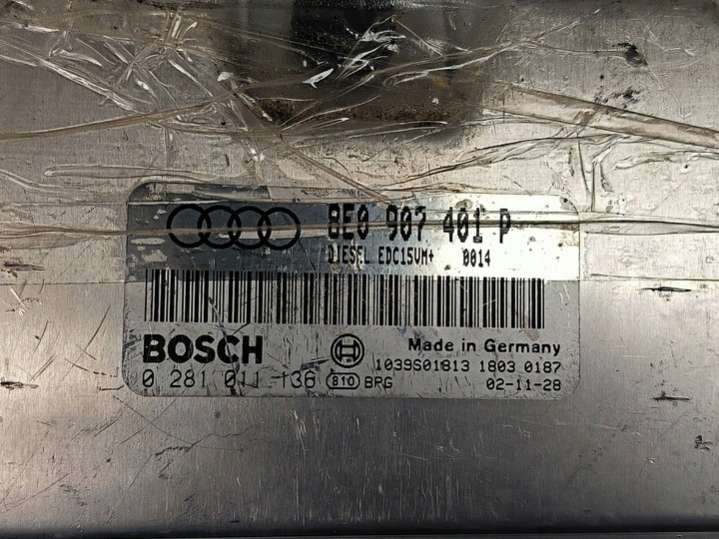 8E0 907 401 P
DIESEL EDC15VM+ 0014
BOSCH
Made in Germany
1039S01813 1803 0187
0 281 011 136 810 BRG 02-11-28